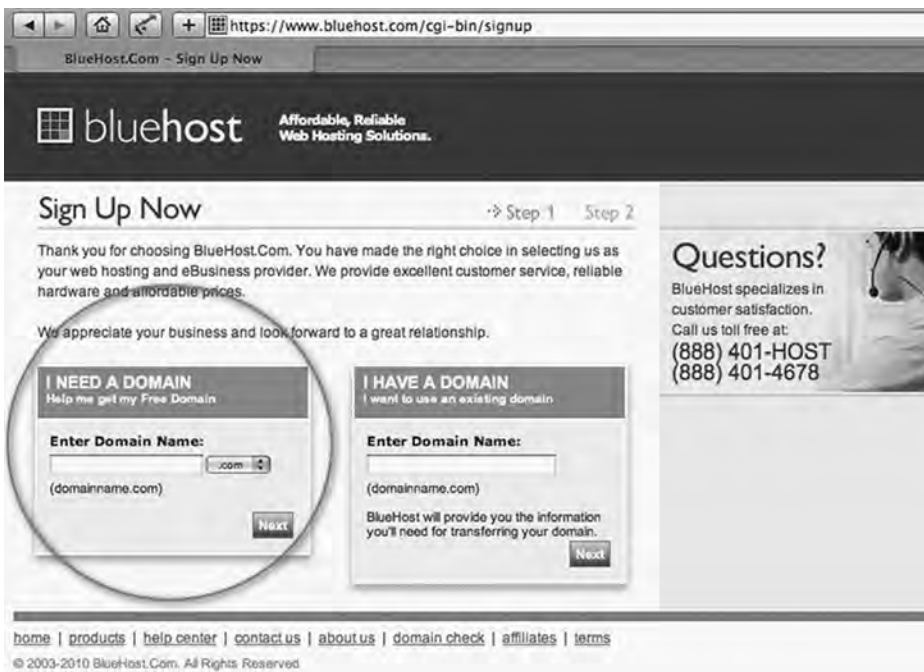 https://www.bluehost.com/cgi-bin/signup
BlueHost.Com - Sign Up Now
bluehost
Affordable, Reliable
Web Hosting Solutions.
Sign Up Now
Step 1 Step 2
Thank you for choosing BlueHost.Com. You have made the right choice in selecting us as
your web hosting and eBusiness provider. We provide excellent customer service, reliable
hardware and affordable prices.
We appreciate your business and look forward to a great relationship.
I NEED A DOMAIN
Help me get my Free Domain
Enter Domain Name:
.com
(domainname.com)
Next
I HAVE A DOMAIN
I want to use an existing domain
Enter Domain Name:
(domainname.com)
BlueHost will provide you the information
you'll need for transferring your domain.
Next
Questions?
BlueHost specializes in
customer satisfaction.
Call us toll free at:
(888) 401-HOST
(888) 401-4678
home | products | help center | contact us | about us | domain check | affiliates | terms
© 2003-2010 BlueHost.Com. All Rights Reserved